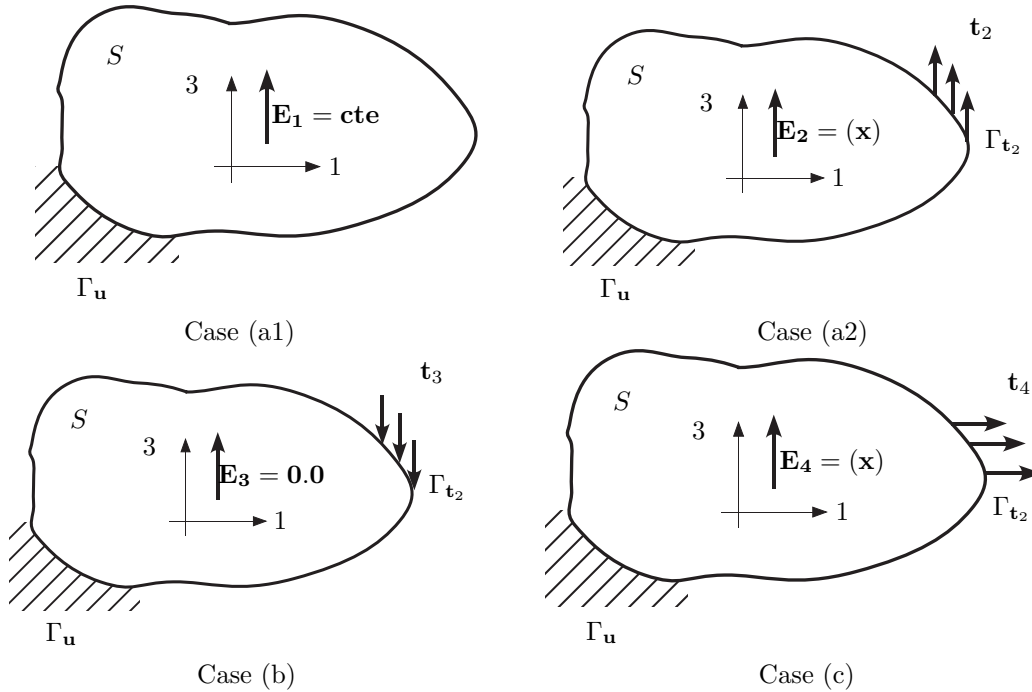 S
3
𝐄₁ = cte
1
Γ𝐮
Case (a1)
t₂
S
3
𝐄₂ = (x)
Γt₂
1
Γ𝐮
Case (a2)
t₃
S
3
𝐄₃ = 0.0
Γt₂
1
Γ𝐮
Case (b)
t₄
S
3
𝐄₄ = (x)
Γt₂
1
Γ𝐮
Case (c)